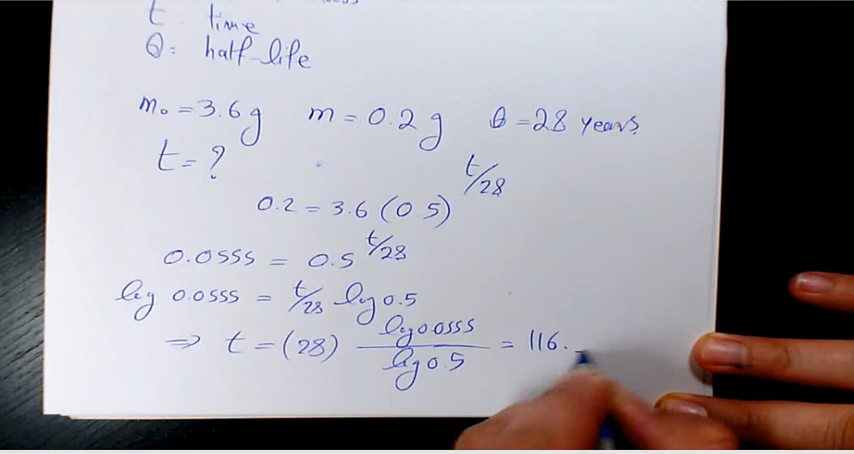 t time
θ = half-life
m₀ = 3.6 g m = 0.2 g θ = 28 years
t = ?
0.2 = 3.6 (0.5)^(t/28)
0.0555 = 0.5^(t/28)
log 0.0555 = t/28 log 0.5
⇒ t = (28) log 0.0555 / log 0.5 = 116.